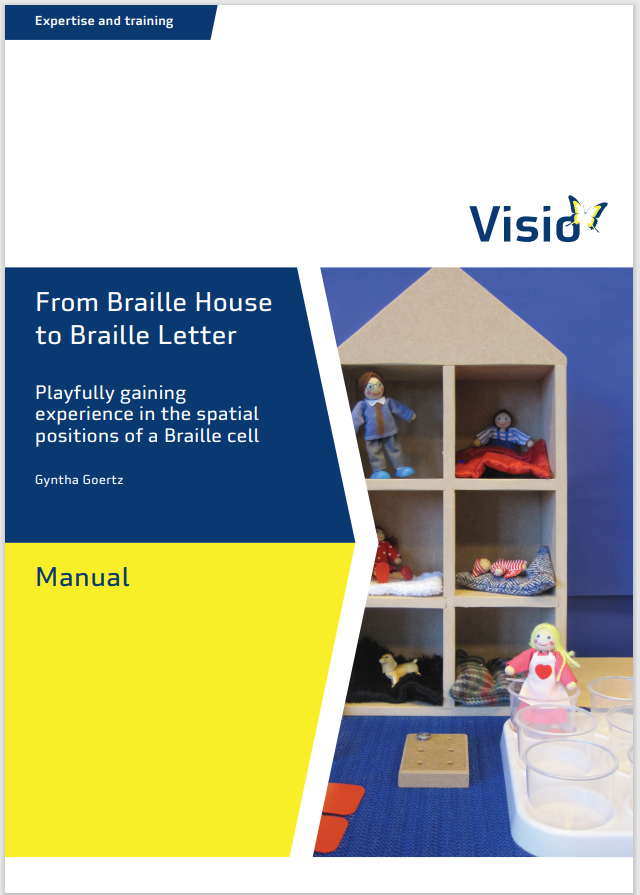 Expertise and training
Visio
From Braille House
to Braille Letter
Playfully gaining
experience in the spatial
positions of a Braille cell
Gyntha Goertz
Manual